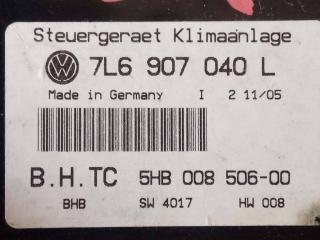 Steuergeraet Klimaanlage
7L6 907 040 L
Made in Germany I 2 11/05
B.H.TC 5HB 008 506-00
BHB SW 4017 HW 008